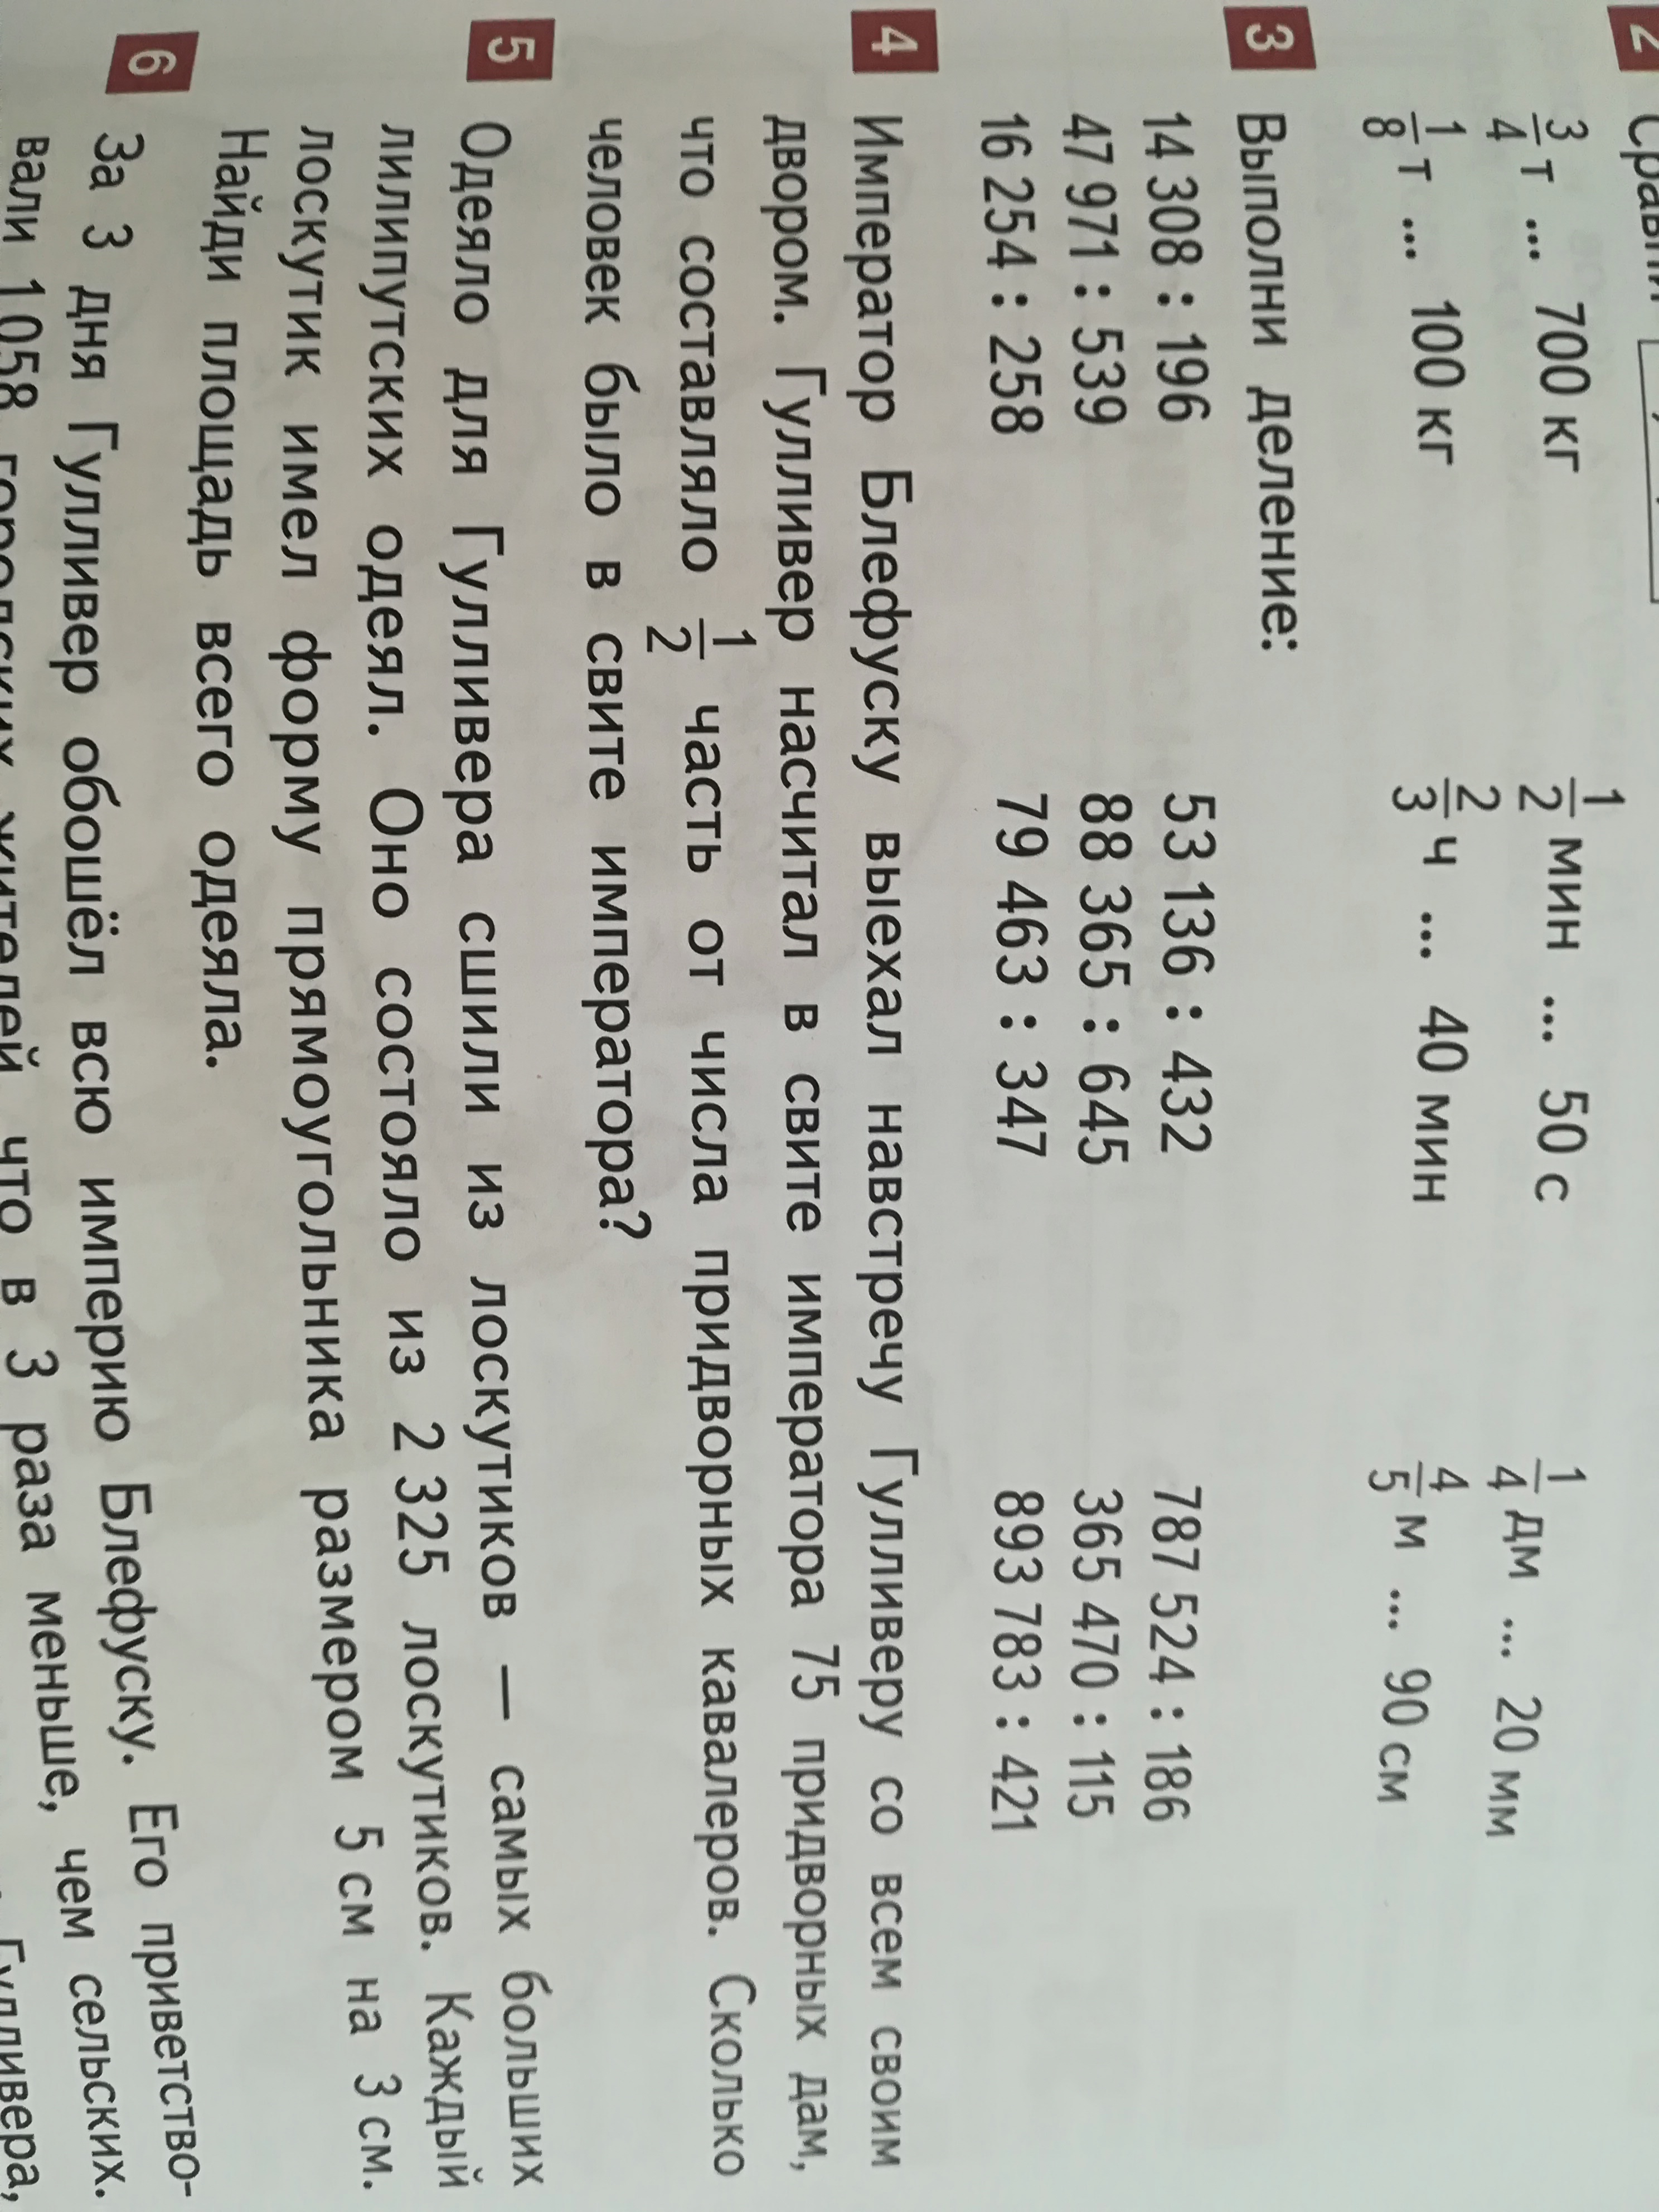 2 Сравни
3/4 т ... 700 кг 1/2 мин ... 50 с 1/4 дм ... 20 мм
1/8 т ... 100 кг 2/3 ч ... 40 мин 4/5 м ... 90 см
3 Выполни деление:
14 308 : 196 53 136 : 432 787 524 : 186
47 971 : 539 88 365 : 645 365 470 : 115
16 254 : 258 79 463 : 347 893 783 : 421
4 Император Блефуску выехал навстречу Гулливеру со всем своим
двором. Гулливер насчитал в свите императора 75 придворных дам,
что составляло 1/2 часть от числа придворных кавалеров. Сколько
человек было в свите императора?
5 Одеяло для Гулливера сшили из лоскутиков — самых больших
лилипутских одеял. Оно состояло из 2 325 лоскутиков. Каждый
лоскутик имел форму прямоугольника размером 5 см на 3 см.
Найди площадь всего одеяла.
6 За 3 дня Гулливер обошёл всю империю Блефуску. Его приветство-
вали 1058 городских жителей, что в 3 раза меньше, чем сельских.
Гулливера,